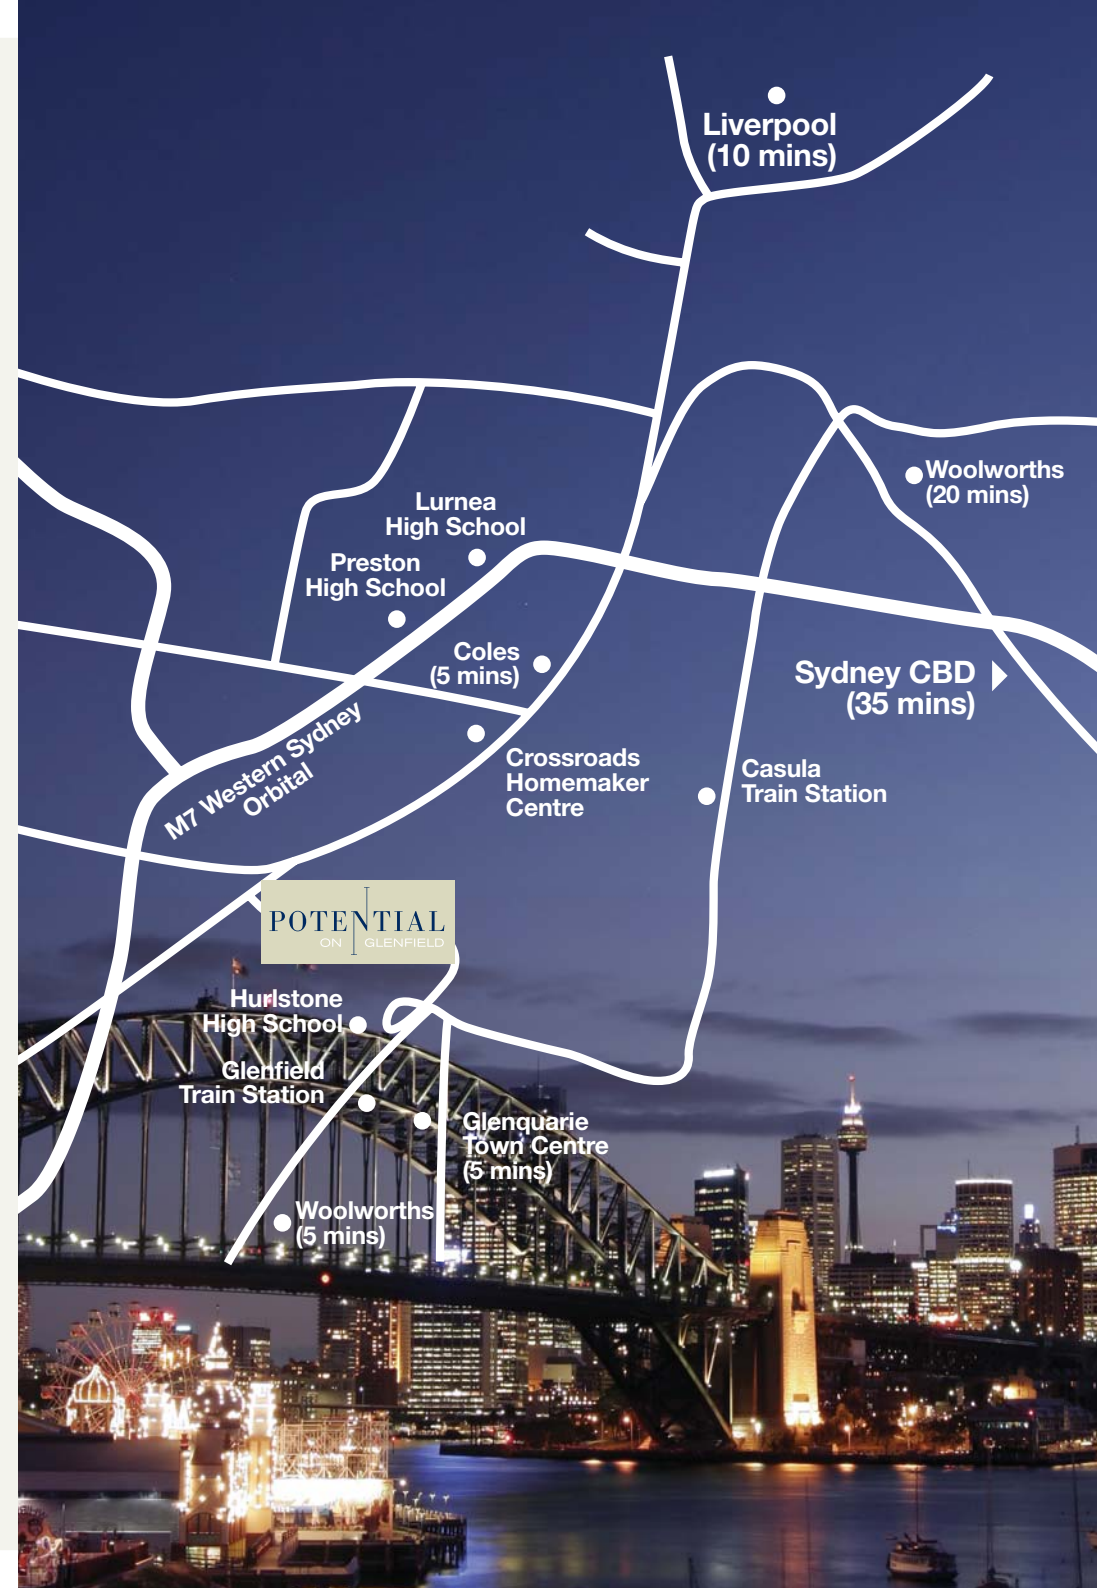 Liverpool
(10 mins)
Woolworths
(20 mins)
Lurnea
High School
Preston
High School
Coles
(5 mins)
Sydney CBD
(35 mins)
M7 Western Sydney
Orbital
Crossroads
Homemaker
Centre
Casula
Train Station
POTENTIAL
ON GLENFIELD
Hurlstone
High School
Glenfield
Train Station
Glenquarie
Town Centre
(5 mins)
Woolworths
(5 mins)